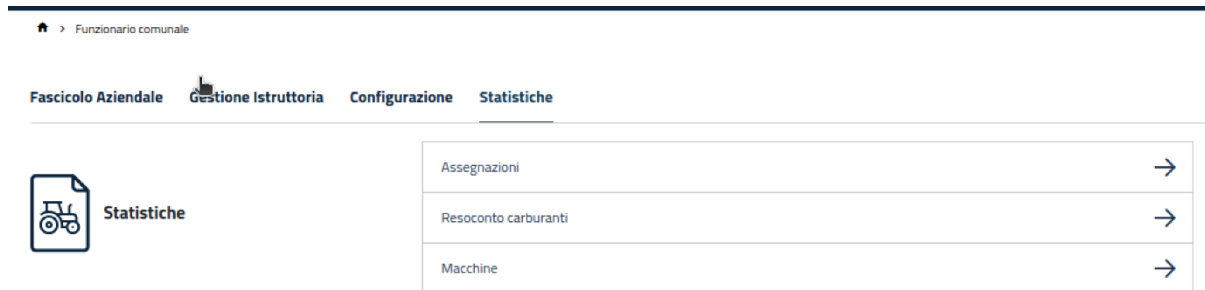 > Funzionario comunale
Fascicolo Aziendale Gestione Istruttoria Configurazione Statistiche
Statistiche
Assegnazioni
Resoconto carburanti
Macchine